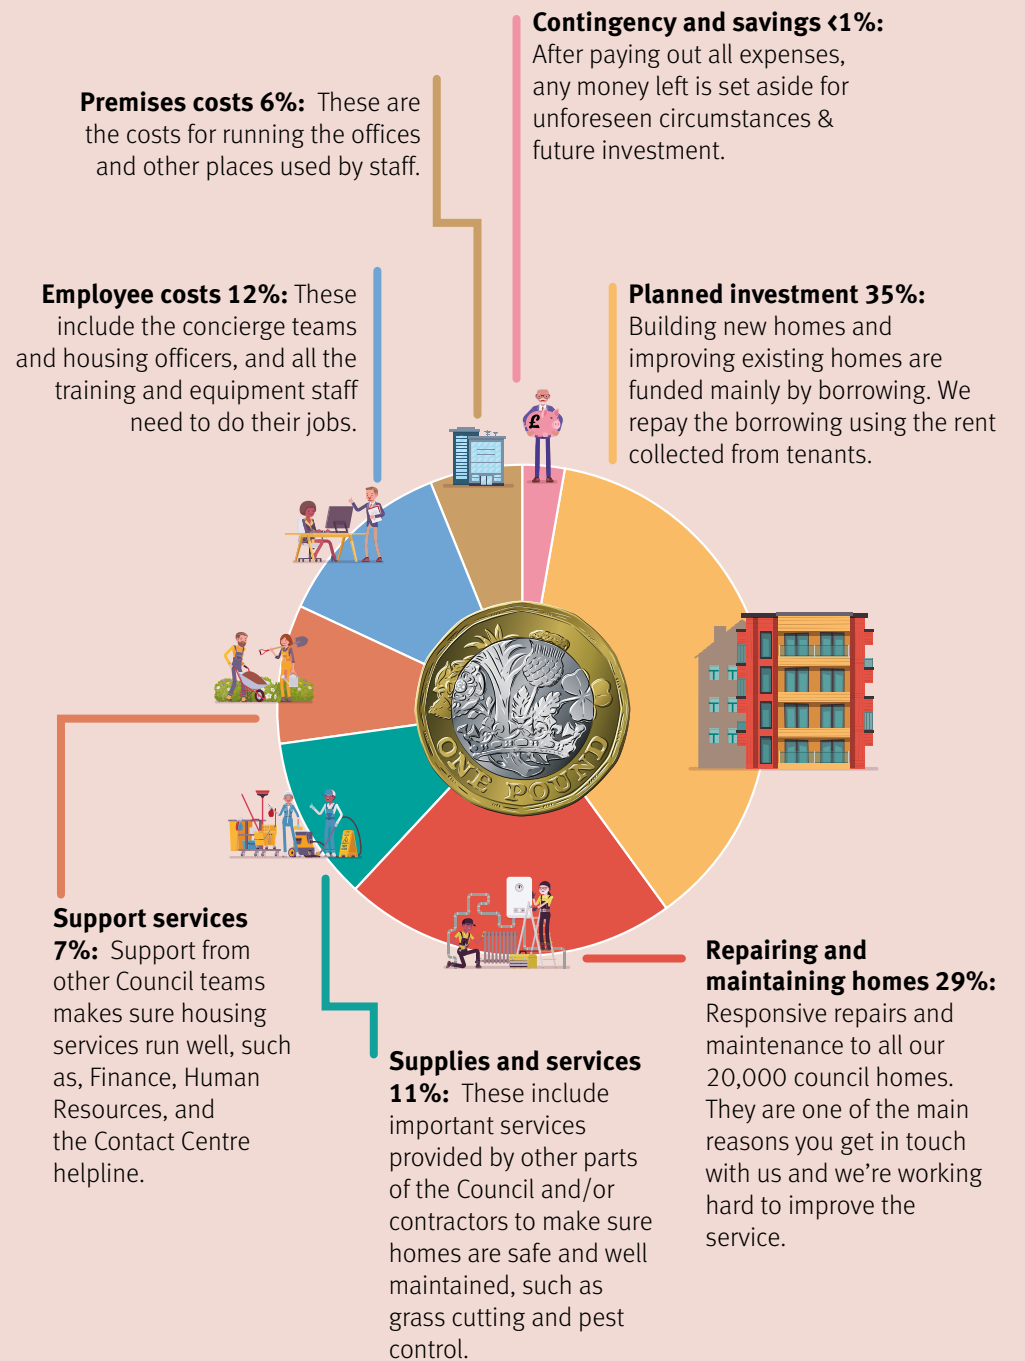 Contingency and savings <1%:
After paying out all expenses,
any money left is set aside for
unforeseen circumstances &
future investment.
Premises costs 6%: These are
the costs for running the offices
and other places used by staff.
Employee costs 12%: These
include the concierge teams
and housing officers, and all the
training and equipment staff
need to do their jobs.
Planned investment 35%:
Building new homes and
improving existing homes are
funded mainly by borrowing. We
repay the borrowing using the rent
collected from tenants.
£
ONE POUND
Support services
7%: Support from
other Council teams
makes sure housing
services run well, such
as, Finance, Human
Resources, and
the Contact Centre
helpline.
Supplies and services
11%: These include
important services
provided by other parts
of the Council and/or
contractors to make sure
homes are safe and well
maintained, such as
grass cutting and pest
control.
Repairing and
maintaining homes 29%:
Responsive repairs and
maintenance to all our
20,000 council homes.
They are one of the main
reasons you get in touch
with us and we're working
hard to improve the
service.